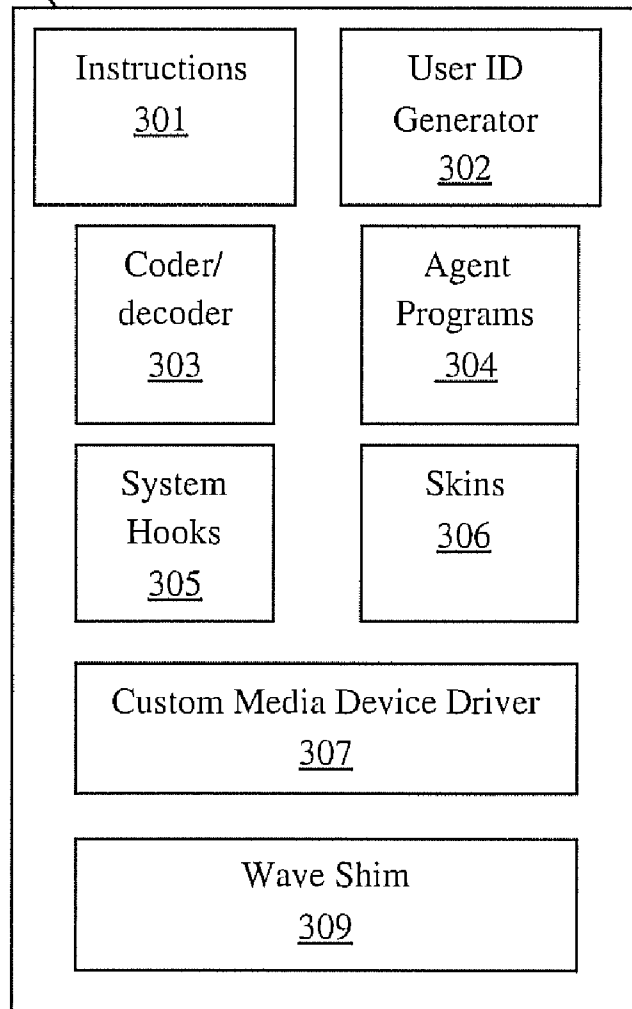 Instructions
301
User ID
Generator
302
Coder/
decoder
303
Agent
Programs
304
System
Hooks
305
Skins
306
Custom Media Device Driver
307
Wave Shim
309